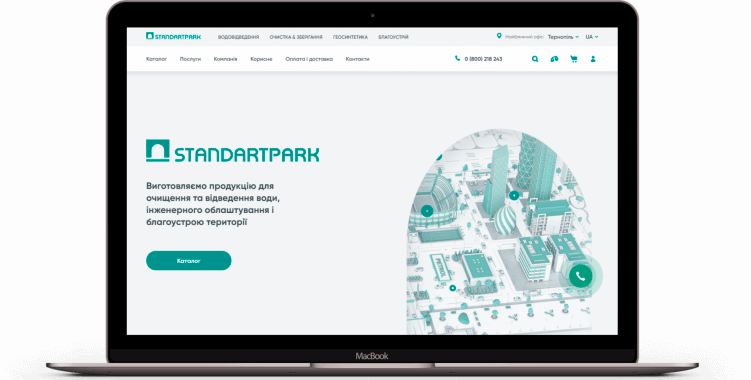 STANDARTPARK ВОДОВІДВЕДЕННЯ ОЧИСТКА & ЗБЕРІГАННЯ ГЕОСИНТЕТИКА БЛАГОУСТРІЙ Найближчий офіс Тернопіль UA
Каталог Послуги Компанія Корисне Оплата і доставка Контакти 0 (800) 218 243
STANDARTPARK
Виготовляємо продукцію для
очищення та відведення води,
інженерного облаштування і
благоустрою території
Каталог
MacBook